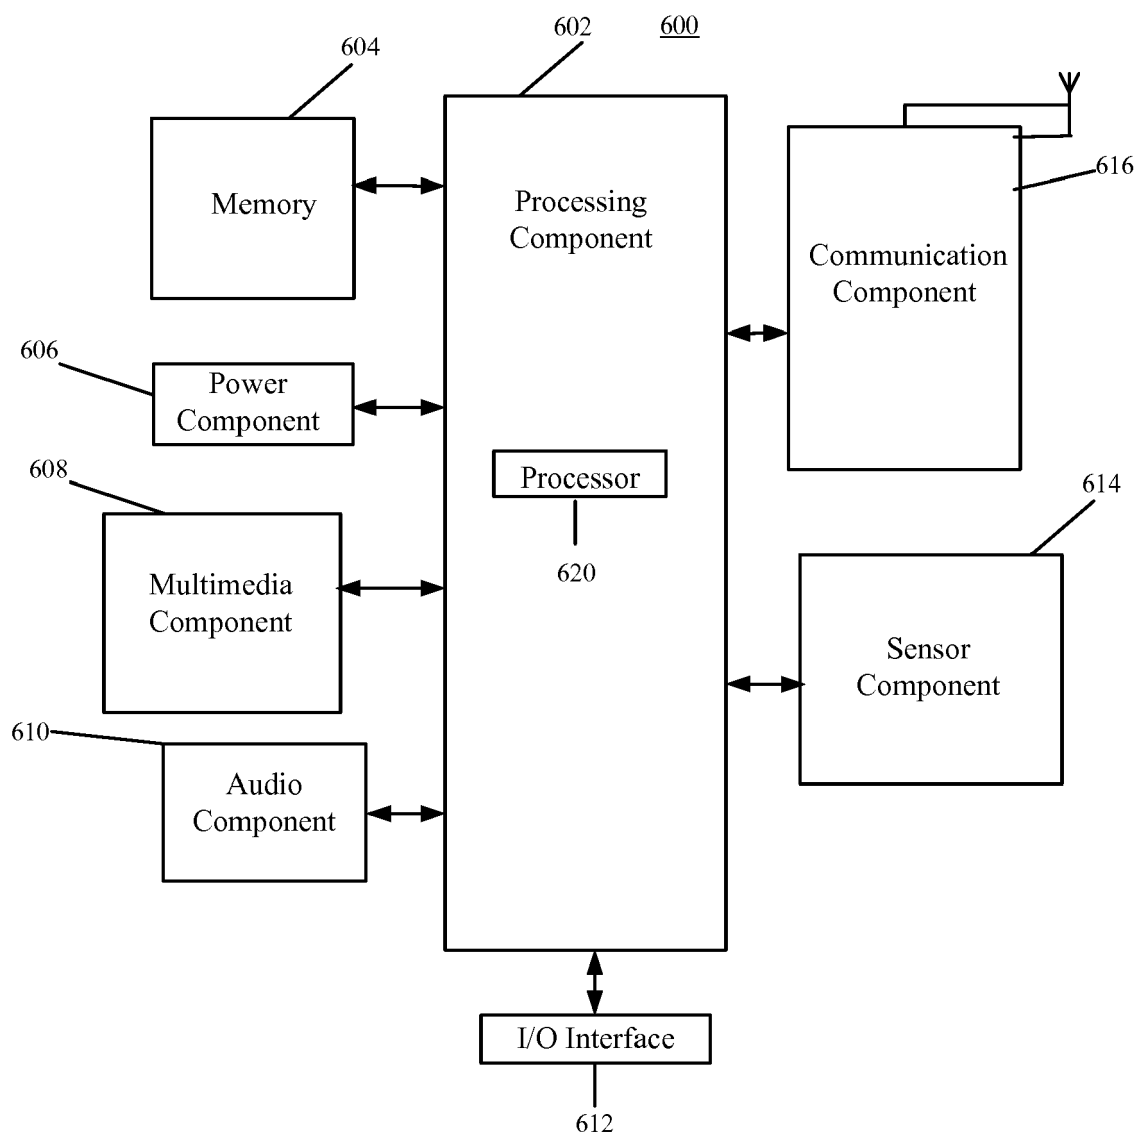 602
600
604
Memory
Processing
Component
616
Communication
Component
606
Power
Component
608
Processor
620
614
Multimedia
Component
Sensor
Component
610
Audio
Component
I/O Interface
612